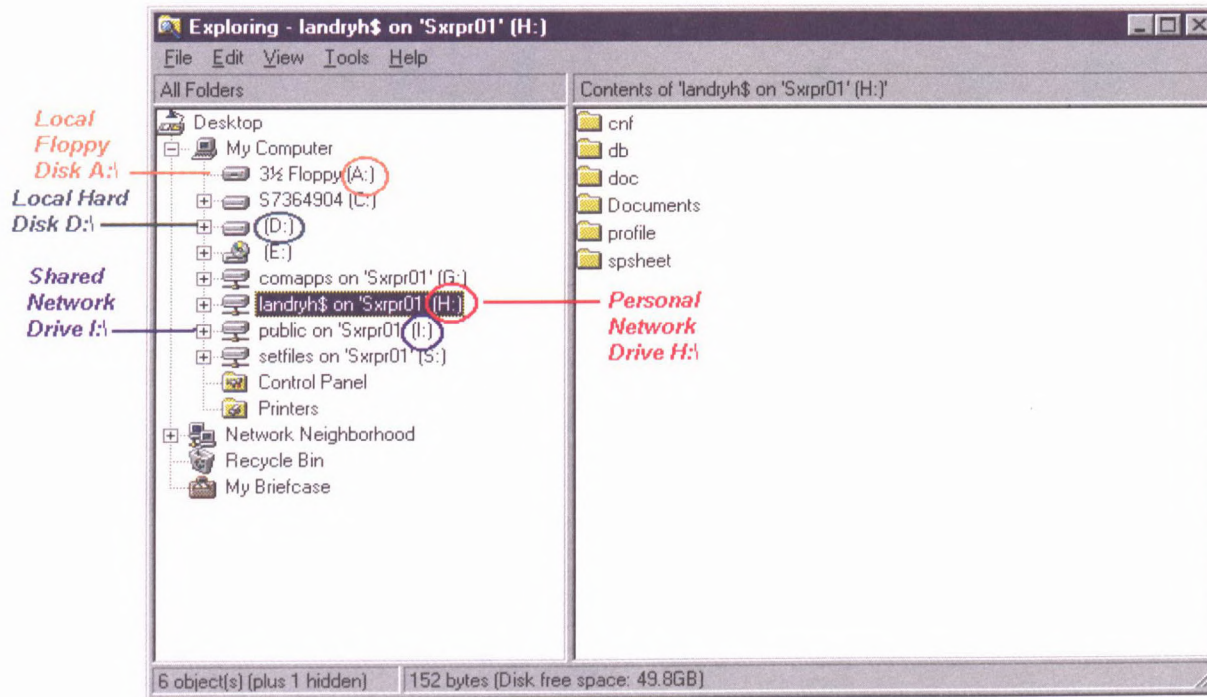 Exploring - landryh$ on 'Sxrpr01' (H:)
File Edit View Tools Help
All Folders
Contents of 'landryh$ on 'Sxrpr01' (H:)'
Desktop
My Computer
3½ Floppy (A:)
S7364904 (C:)
(D:)
(E:)
comapps on 'Sxrpr01' (G:)
landryh$ on 'Sxrpr01' (H:)
public on 'Sxrpr01' (I:)
setfiles on 'Sxrpr01' (S:)
Control Panel
Printers
Network Neighborhood
Recycle Bin
My Briefcase
cnf
db
doc
Documents
profile
spsheet
Local
Floppy
Disk A:\
Local Hard
Disk D:\
Shared
Network
Drive I:\
Personal
Network
Drive H:\
6 object(s) (plus 1 hidden)
152 bytes (Disk free space: 49.8GB)